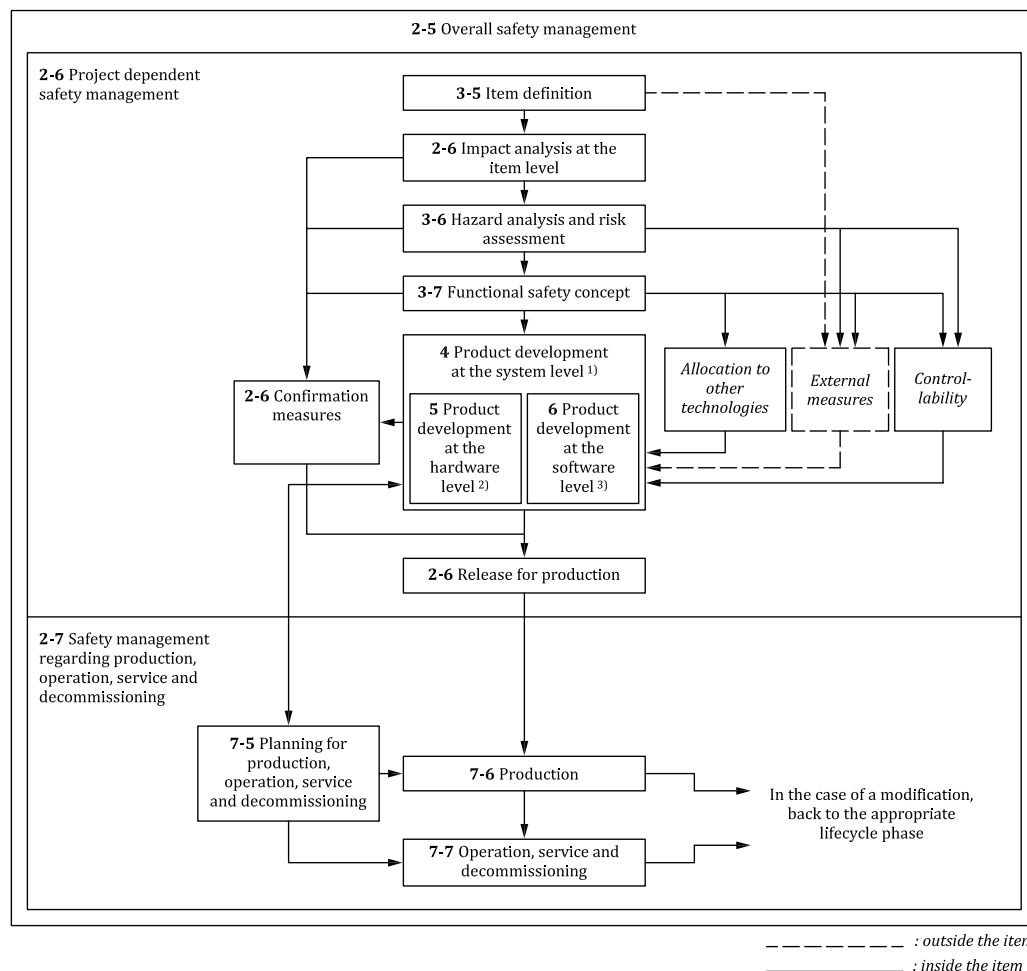 2-5 Overall safety management
2-6 Project dependent
safety management
3-5 Item definition
2-6 Impact analysis at the
item level
3-6 Hazard analysis and risk
assessment
3-7 Functional safety concept
4 Product development
at the system level 1)
5 Product
development
at the
hardware
level 2)
6 Product
development
at the
software
level 3)
2-6 Confirmation
measures
Allocation to
other
technologies
External
measures
Control-
lability
2-6 Release for production
2-7 Safety management
regarding production,
operation, service and
decommissioning
7-5 Planning for
production,
operation, service
and decommissioning
7-6 Production
7-7 Operation, service and
decommissioning
In the case of a modification,
back to the appropriate
lifecycle phase
: outside the item
: inside the item